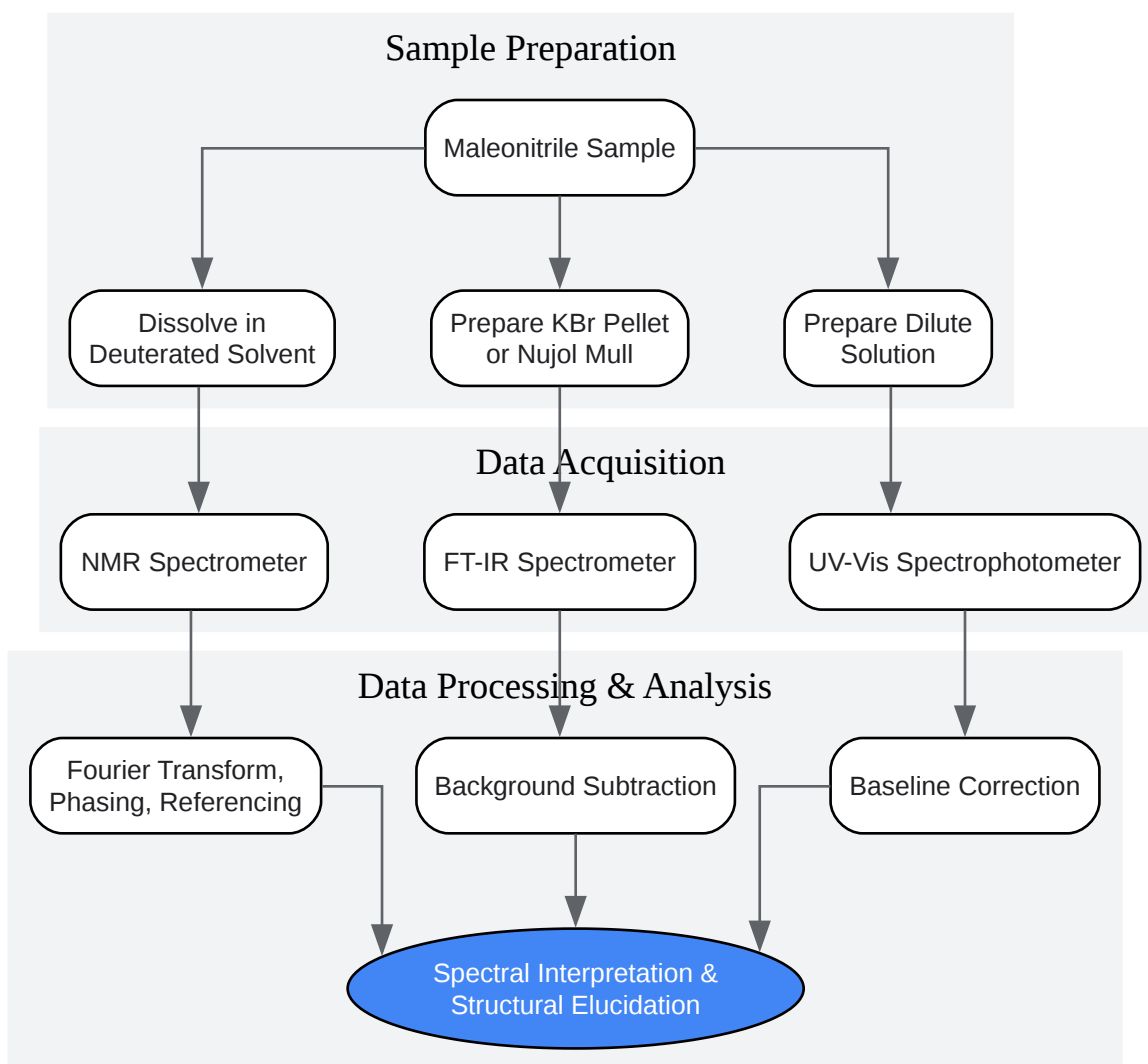 Sample Preparation
Maleonitrile Sample
Dissolve in
Deuterated Solvent
Prepare KBr Pellet
or Nujol Mull
Prepare Dilute
Solution
Data Acquisition
NMR Spectrometer
FT-IR Spectrometer
UV-Vis Spectrophotometer
Data Processing & Analysis
Fourier Transform,
Phasing, Referencing
Background Subtraction
Baseline Correction
Spectral Interpretation &
Structural Elucidation